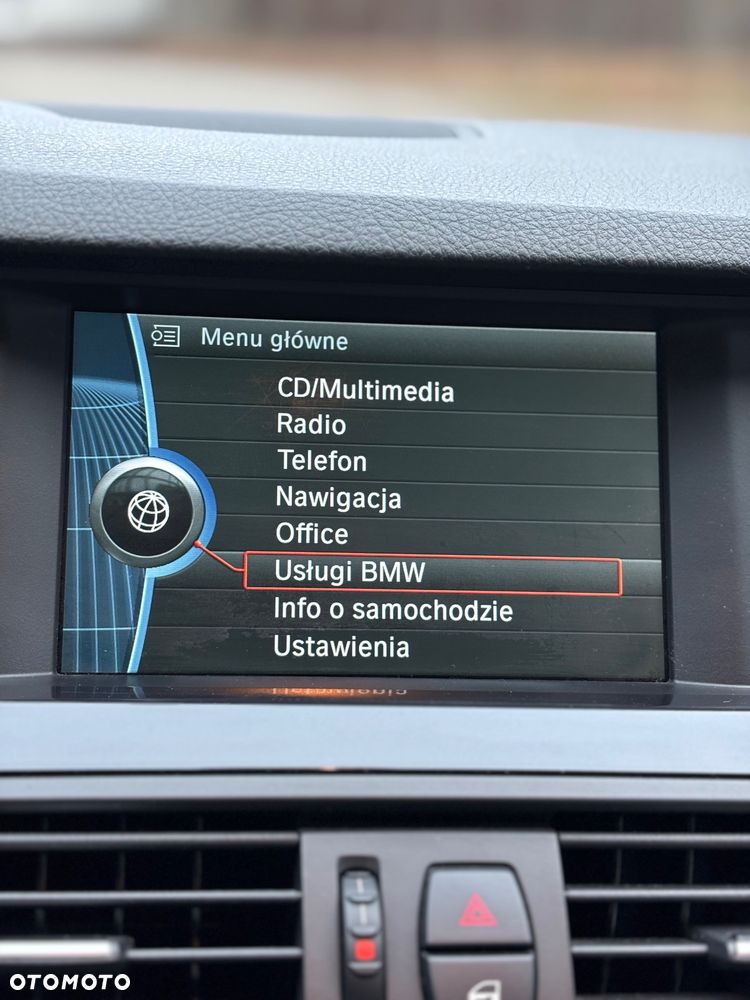 Menu główne
CD/Multimedia
Radio
Telefon
Nawigacja
Office
Usługi BMW
Info o samochodzie
Ustawienia
OTOMOTO